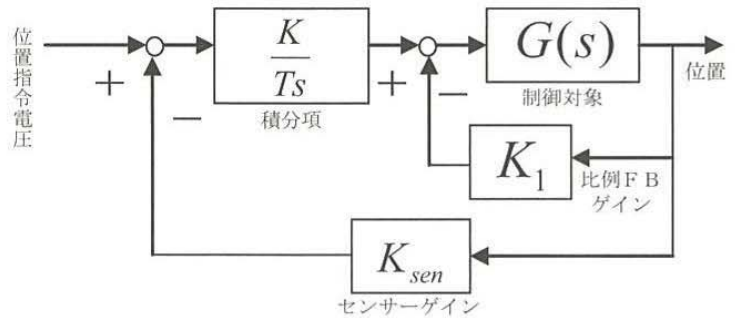 位置指令電圧
+
−
K
Ts
積分項
+
−
G(s)
制御対象
位置
K₁
比例ＦＢ
ゲイン
K_sen
センサーゲイン